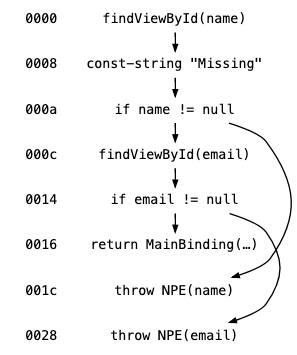 0000 findViewById(name)
0008 const-string "Missing"
000a if name != null
000c findViewById(email)
0014 if email != null
0016 return MainBinding(…)
001c throw NPE(name)
0028 throw NPE(email)